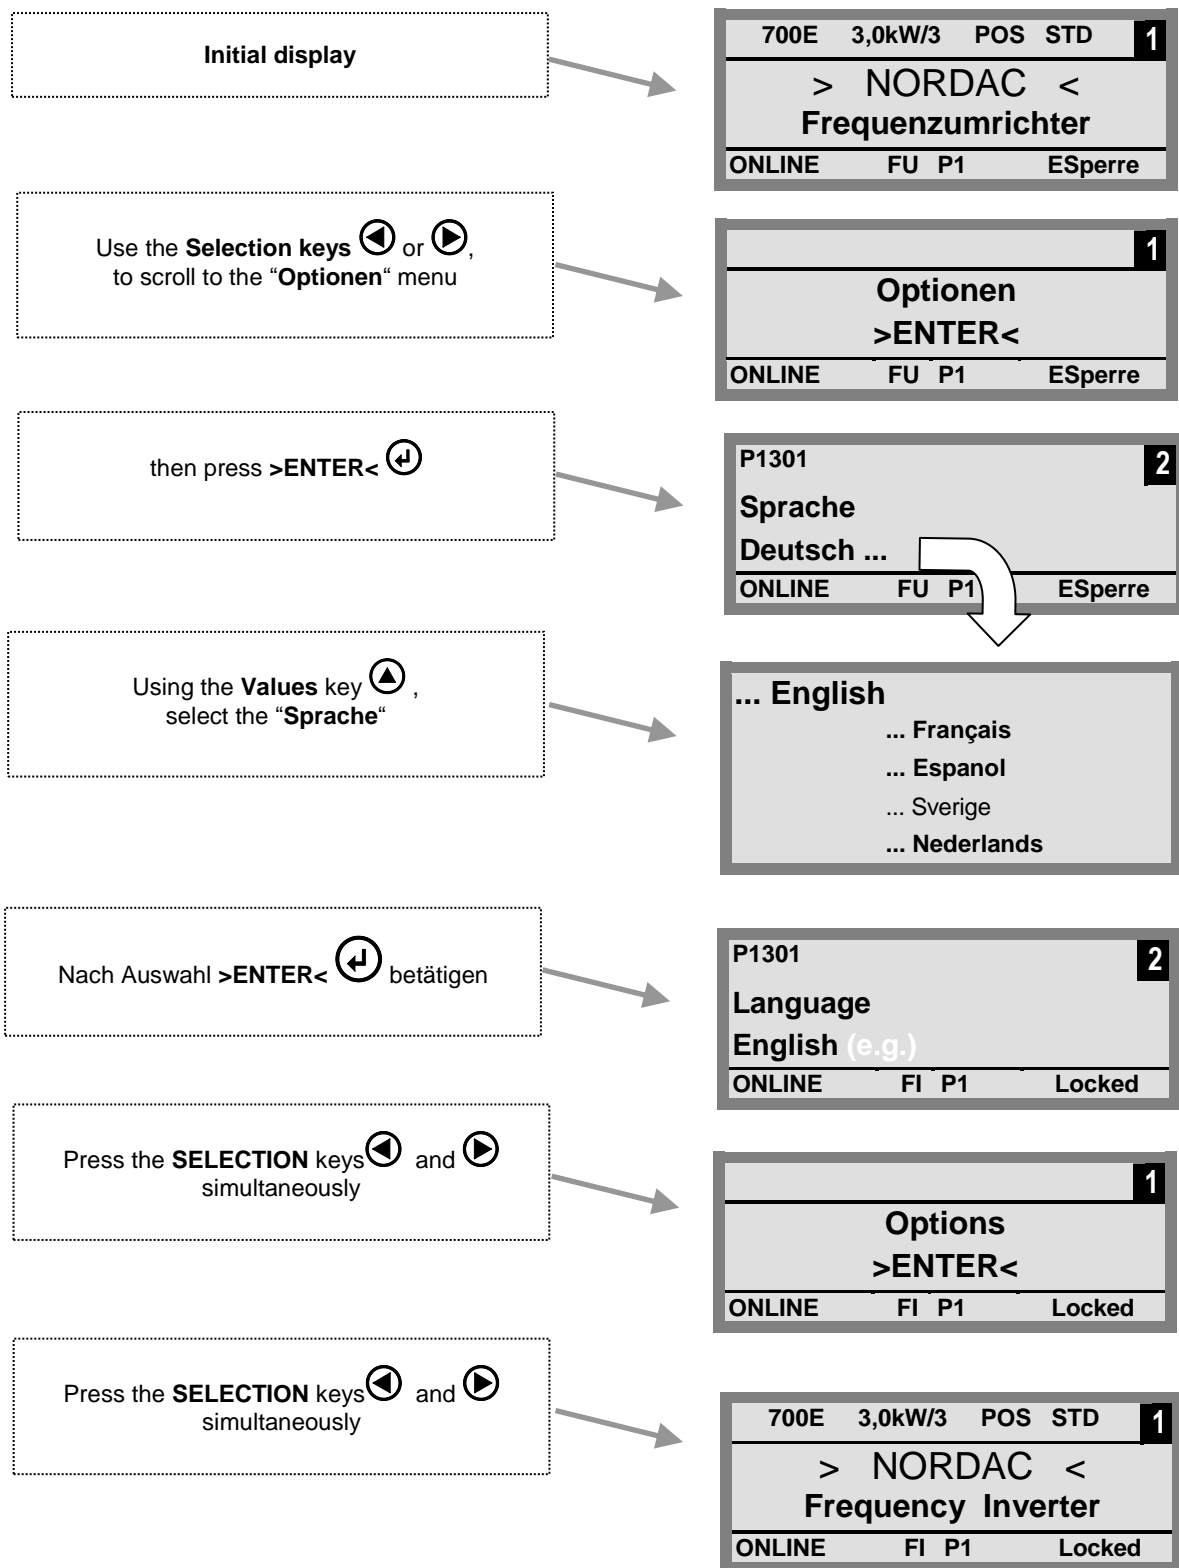 Initial display
700E 3,0kW/3 POS STD 1
> NORDAC <
Frequenzumrichter
ONLINE FU P1 ESperre
Use the Selection keys or ,
to scroll to the “Optionen“ menu
1
Optionen
>ENTER<
ONLINE FU P1 ESperre
then press >ENTER<
P1301 2
Sprache
Deutsch ...
ONLINE FU P1 ESperre
Using the Values key ,
select the “Sprache“
... English
... Français
... Espanol
... Sverige
... Nederlands
Nach Auswahl >ENTER< betätigen
P1301 2
Language
English (e.g.)
ONLINE FI P1 Locked
Press the SELECTION keys and
simultaneously
1
Options
>ENTER<
ONLINE FI P1 Locked
Press the SELECTION keys and
simultaneously
700E 3,0kW/3 POS STD 1
> NORDAC <
Frequency Inverter
ONLINE FI P1 Locked